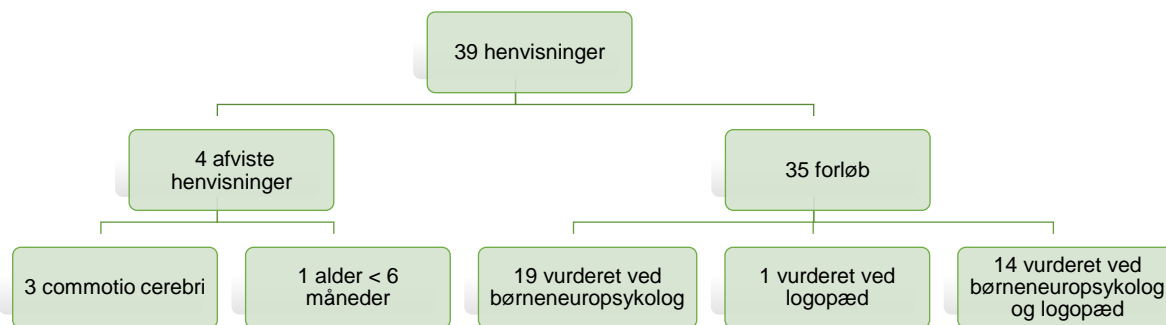 39 henvisninger
4 afviste
henvisninger
35 forløb
3 commotio cerebri
1 alder < 6
måneder
19 vurderet ved
børneneuropsykolog
1 vurderet ved
logopæd
14 vurderet ved
børneneuropsykolog
og logopæd